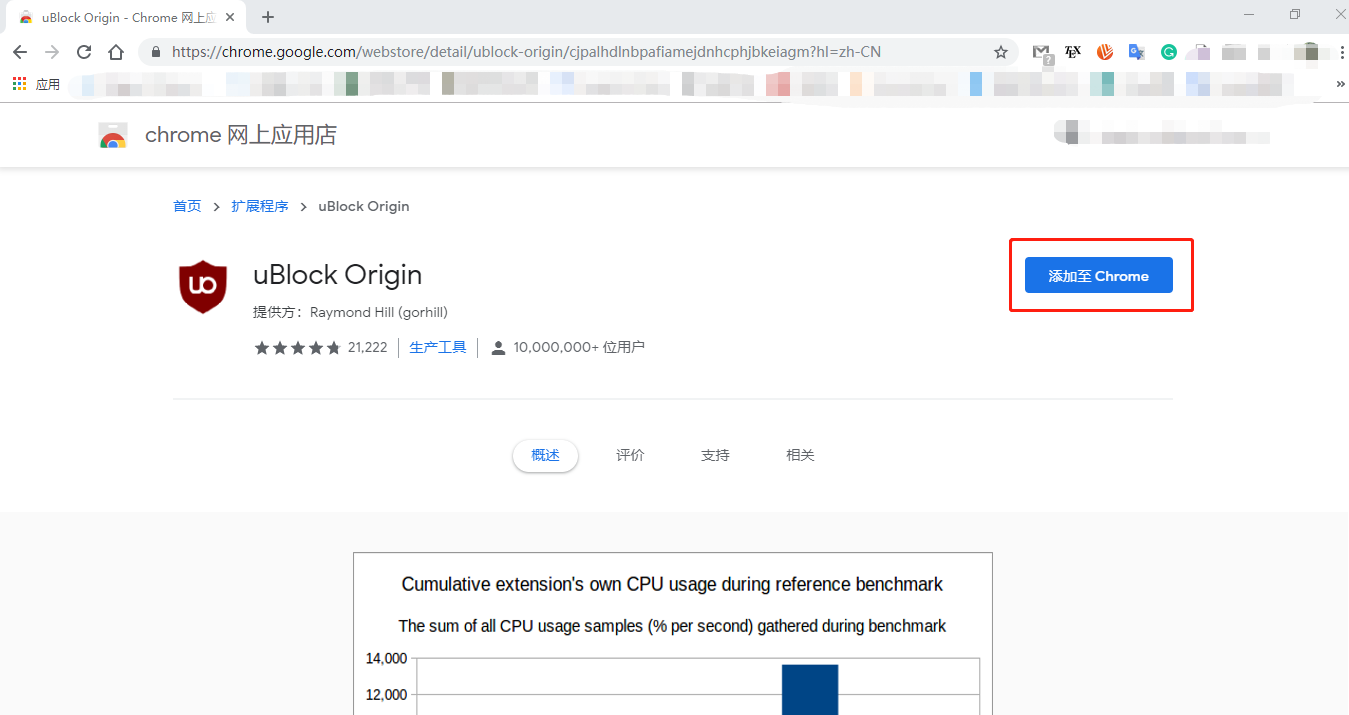 uBlock Origin - Chrome 网上应
https://chrome.google.com/webstore/detail/ublock-origin/cjpalhdlnbpafiamejdnhcphjbkeiagm?hl=zh-CN
?
TEX
G
应用
»
chrome 网上应用店
首页 > 扩展程序 > uBlock Origin
uBlock Origin
添加至 Chrome
提供方：Raymond Hill (gorhill)
21,222 生产工具 10,000,000+ 位用户
概述 评价 支持 相关
Cumulative extension's own CPU usage during reference benchmark
The sum of all CPU usage samples (% per second) gathered during benchmark
14,000
12,000